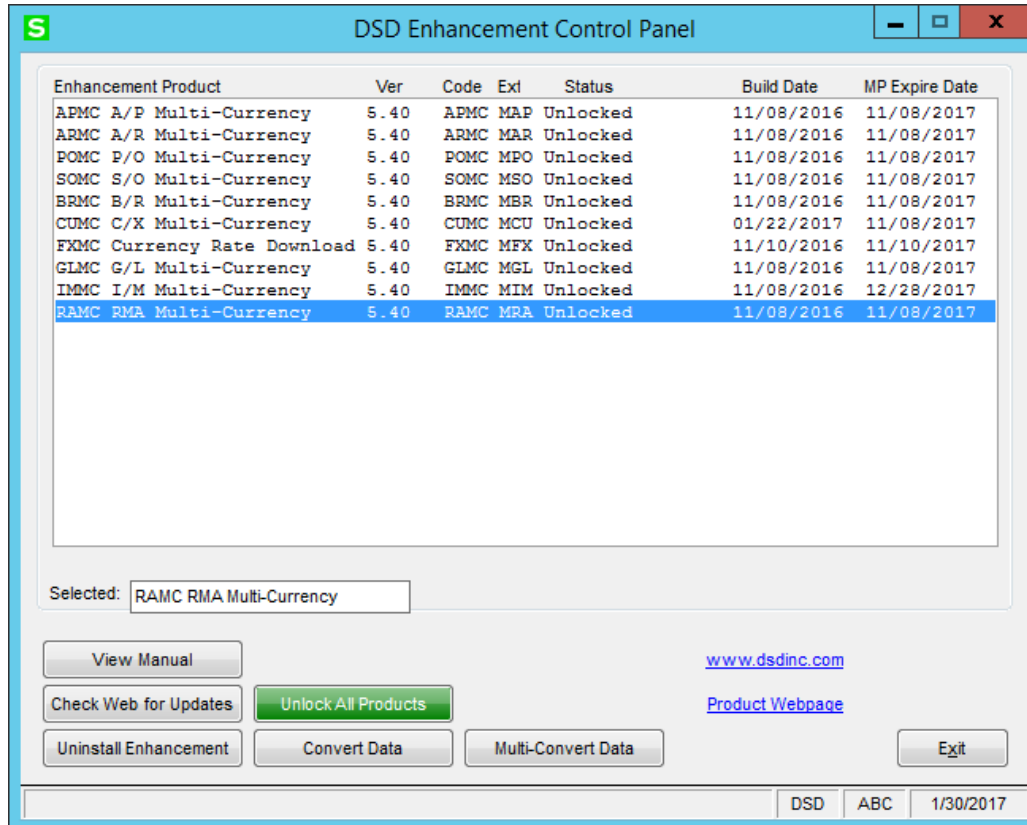 S DSD Enhancement Control Panel X
Enhancement Product Ver Code Ext Status Build Date MP Expire Date
APMC A/P Multi-Currency 5.40 APMC MAP Unlocked 11/08/2016 11/08/2017
ARMC A/R Multi-Currency 5.40 ARMC MAR Unlocked 11/08/2016 11/08/2017
POMC P/O Multi-Currency 5.40 POMC MPO Unlocked 11/08/2016 11/08/2017
SOMC S/O Multi-Currency 5.40 SOMC MSO Unlocked 11/08/2016 11/08/2017
BRMC B/R Multi-Currency 5.40 BRMC MBR Unlocked 11/08/2016 11/08/2017
CUMC C/X Multi-Currency 5.40 CUMC MCU Unlocked 01/22/2017 11/08/2017
FXMC Currency Rate Download 5.40 FXMC MFX Unlocked 11/10/2016 11/10/2017
GLMC G/L Multi-Currency 5.40 GLMC MGL Unlocked 11/08/2016 11/08/2017
IMMC I/M Multi-Currency 5.40 IMMC MIM Unlocked 11/08/2016 12/28/2017
RAMC RMA Multi-Currency 5.40 RAMC MRA Unlocked 11/08/2016 11/08/2017
Selected: RAMC RMA Multi-Currency
View Manual www.dsdinc.com
Check Web for Updates Unlock All Products Product Webpage
Uninstall Enhancement Convert Data Multi-Convert Data Exit
DSD ABC 1/30/2017